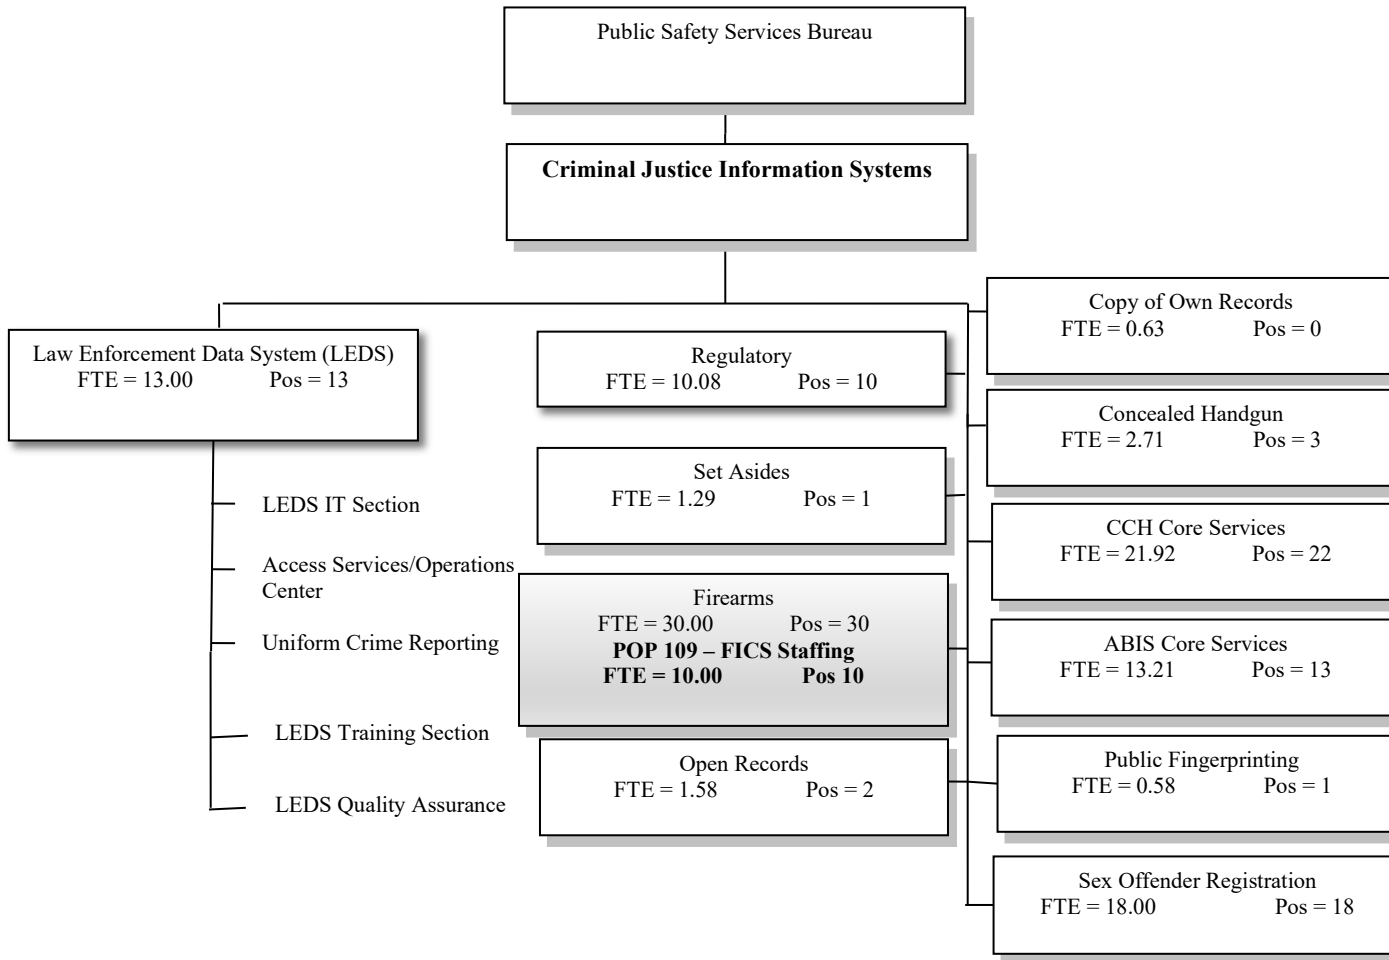 Public Safety Services Bureau
Criminal Justice Information Systems
Law Enforcement Data System (LEDS)
FTE = 13.00 Pos = 13
LEDS IT Section
Access Services/Operations
Center
Uniform Crime Reporting
LEDS Training Section
LEDS Quality Assurance
Regulatory
FTE = 10.08 Pos = 10
Set Asides
FTE = 1.29 Pos = 1
Firearms
FTE = 30.00 Pos = 30
POP 109 – FICS Staffing
FTE = 10.00 Pos 10
Open Records
FTE = 1.58 Pos = 2
Copy of Own Records
FTE = 0.63 Pos = 0
Concealed Handgun
FTE = 2.71 Pos = 3
CCH Core Services
FTE = 21.92 Pos = 22
ABIS Core Services
FTE = 13.21 Pos = 13
Public Fingerprinting
FTE = 0.58 Pos = 1
Sex Offender Registration
FTE = 18.00 Pos = 18